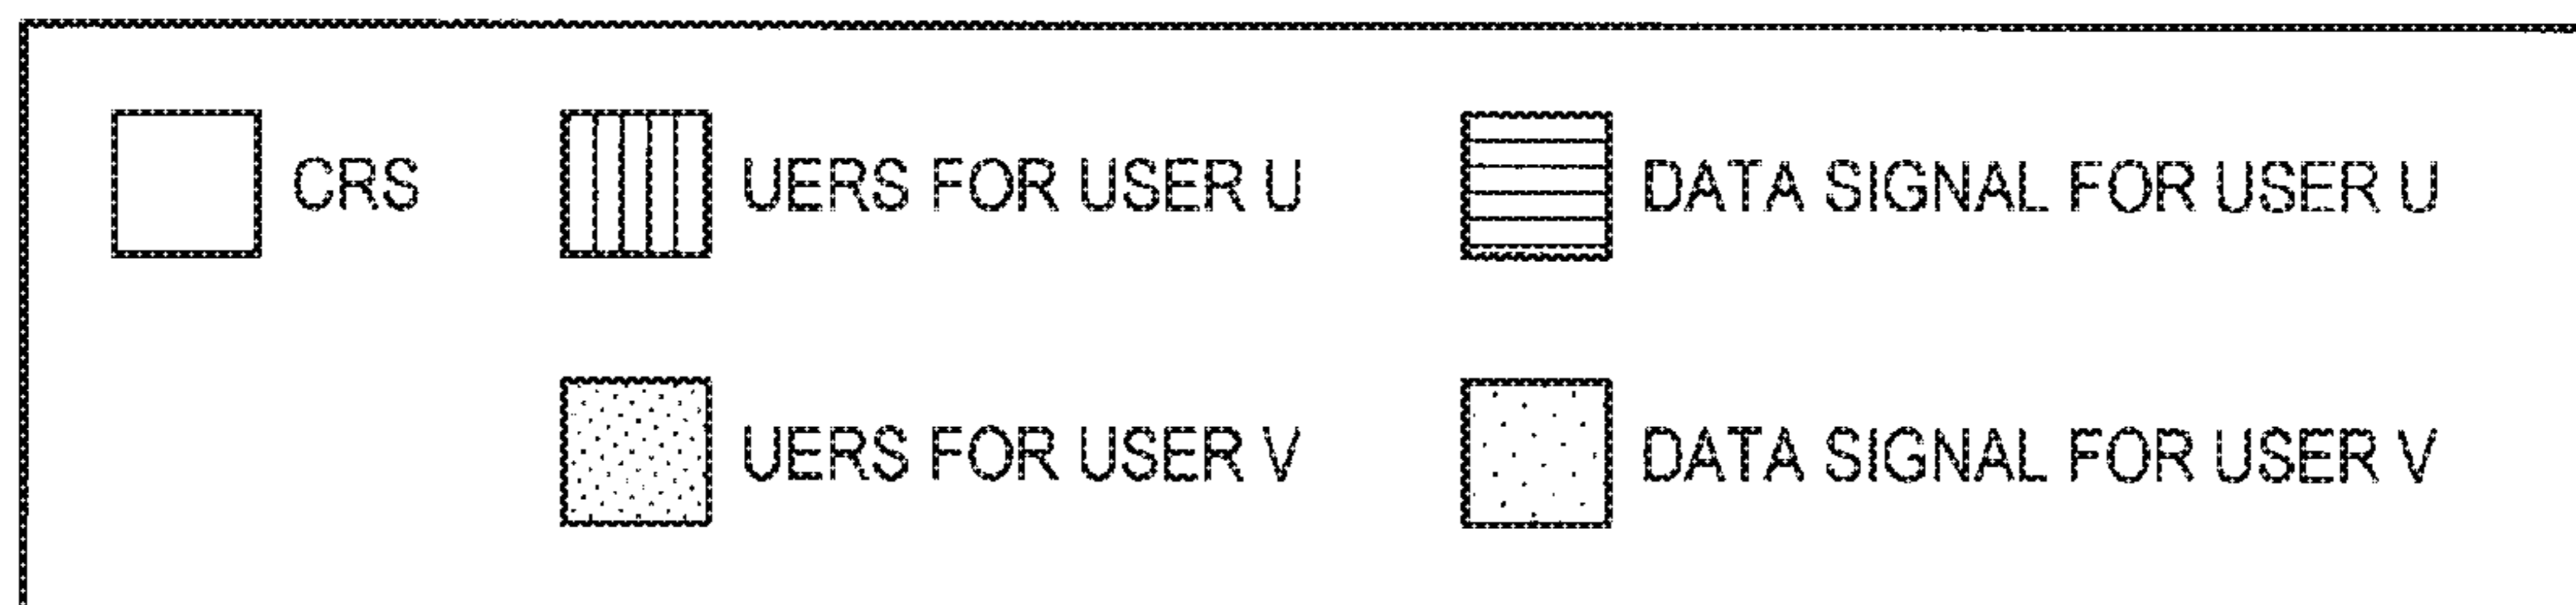 CRS UERS FOR USER U DATA SIGNAL FOR USER U
UERS FOR USER V DATA SIGNAL FOR USER V